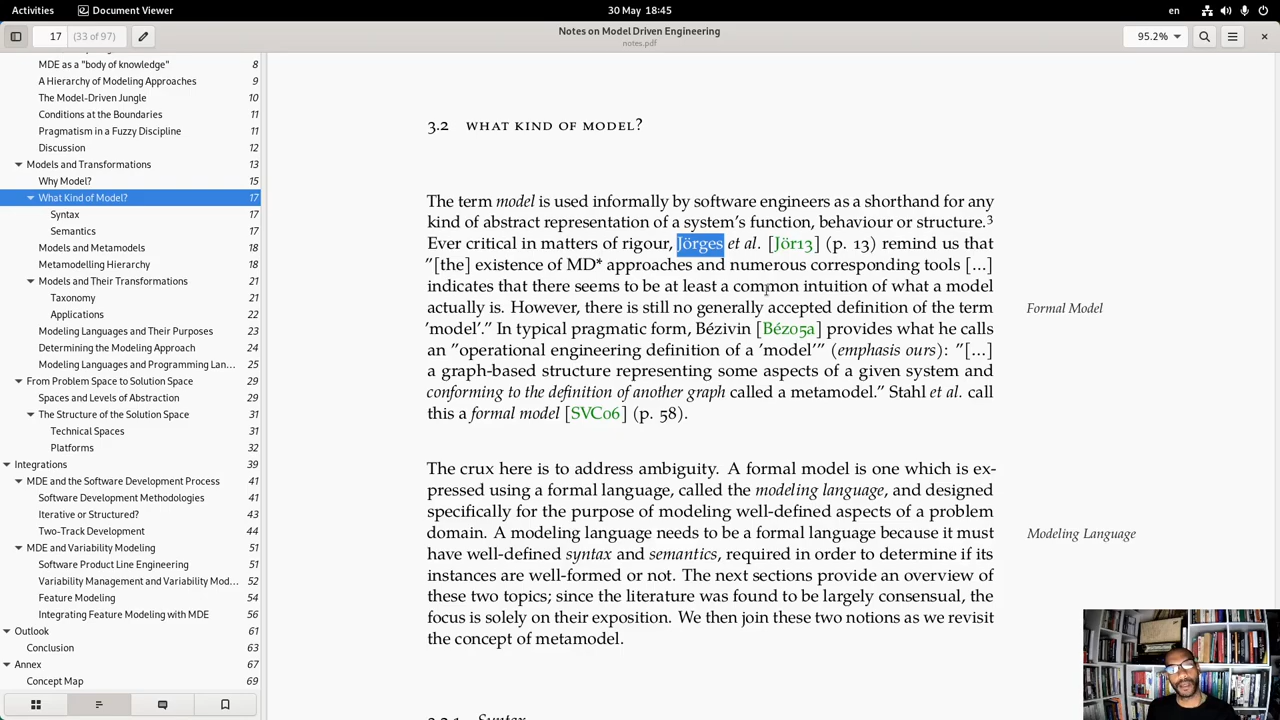 Activities
Document Viewer
30 May 18:45
en
17
(33 of 97)
Notes on Model Driven Engineering
notes.pdf
95.2%
MDE as a "body of knowledge" 8
A Hierarchy of Modeling Approaches 9
The Model-Driven Jungle 10
Conditions at the Boundaries 11
Pragmatism in a Fuzzy Discipline 11
Discussion 12
Models and Transformations 13
Why Model? 15
What Kind of Model? 17
Syntax 17
Semantics 17
Models and Metamodels 18
Metamodelling Hierarchy 18
Models and Their Transformations 21
Taxonomy 21
Applications 22
Modeling Languages and Their Purposes 23
Determining the Modeling Approach 24
Modeling Languages and Programming Lan... 25
From Problem Space to Solution Space 29
Spaces and Levels of Abstraction 29
The Structure of the Solution Space 31
Technical Spaces 31
Platforms 32
Integrations 39
MDE and the Software Development Process 41
Software Development Methodologies 41
Iterative or Structured? 43
Two-Track Development 44
MDE and Variability Modeling 51
Software Product Line Engineering 51
Variability Management and Variability Mod... 52
Feature Modeling 54
Integrating Feature Modeling with MDE 56
Outlook 61
Conclusion 63
Annex 67
Concept Map 69
3.2 WHAT KIND OF MODEL?
The term model is used informally by software engineers as a shorthand for any
kind of abstract representation of a system's function, behaviour or structure.3
Ever critical in matters of rigour, Jörges et al. [Jör13] (p. 13) remind us that
"[the] existence of MD* approaches and numerous corresponding tools [...]
indicates that there seems to be at least a common intuition of what a model
actually is. However, there is still no generally accepted definition of the term
'model'." In typical pragmatic form, Bézivin [Béz05a] provides what he calls
an "operational engineering definition of a 'model'" (emphasis ours): "[...]
a graph-based structure representing some aspects of a given system and
conforming to the definition of another graph called a metamodel." Stahl et al. call
this a formal model [SVC06] (p. 58).
Formal Model
The crux here is to address ambiguity. A formal model is one which is ex-
pressed using a formal language, called the modeling language, and designed
specifically for the purpose of modeling well-defined aspects of a problem
domain. A modeling language needs to be a formal language because it must
have well-defined syntax and semantics, required in order to determine if its
instances are well-formed or not. The next sections provide an overview of
these two topics; since the literature was found to be largely consensual, the
focus is solely on their exposition. We then join these two notions as we revisit
the concept of metamodel.
Modeling Language
3.2.1 Syntax